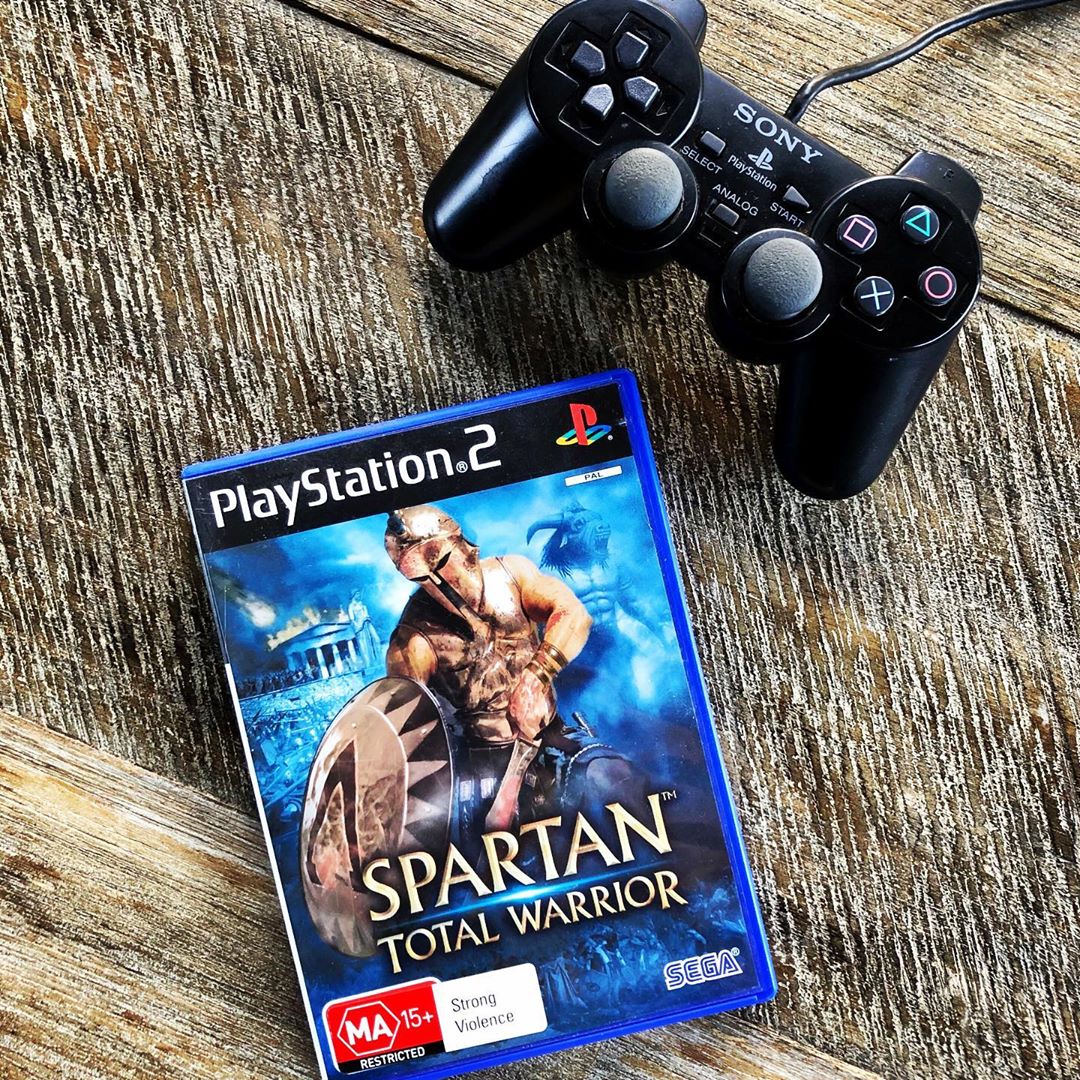 SONY
PlayStation
SELECT
ANALOG
START
PlayStation®2
PAL
SPARTAN™
TOTAL WARRIOR
SEGA®
MA 15+
RESTRICTED
Strong
Violence